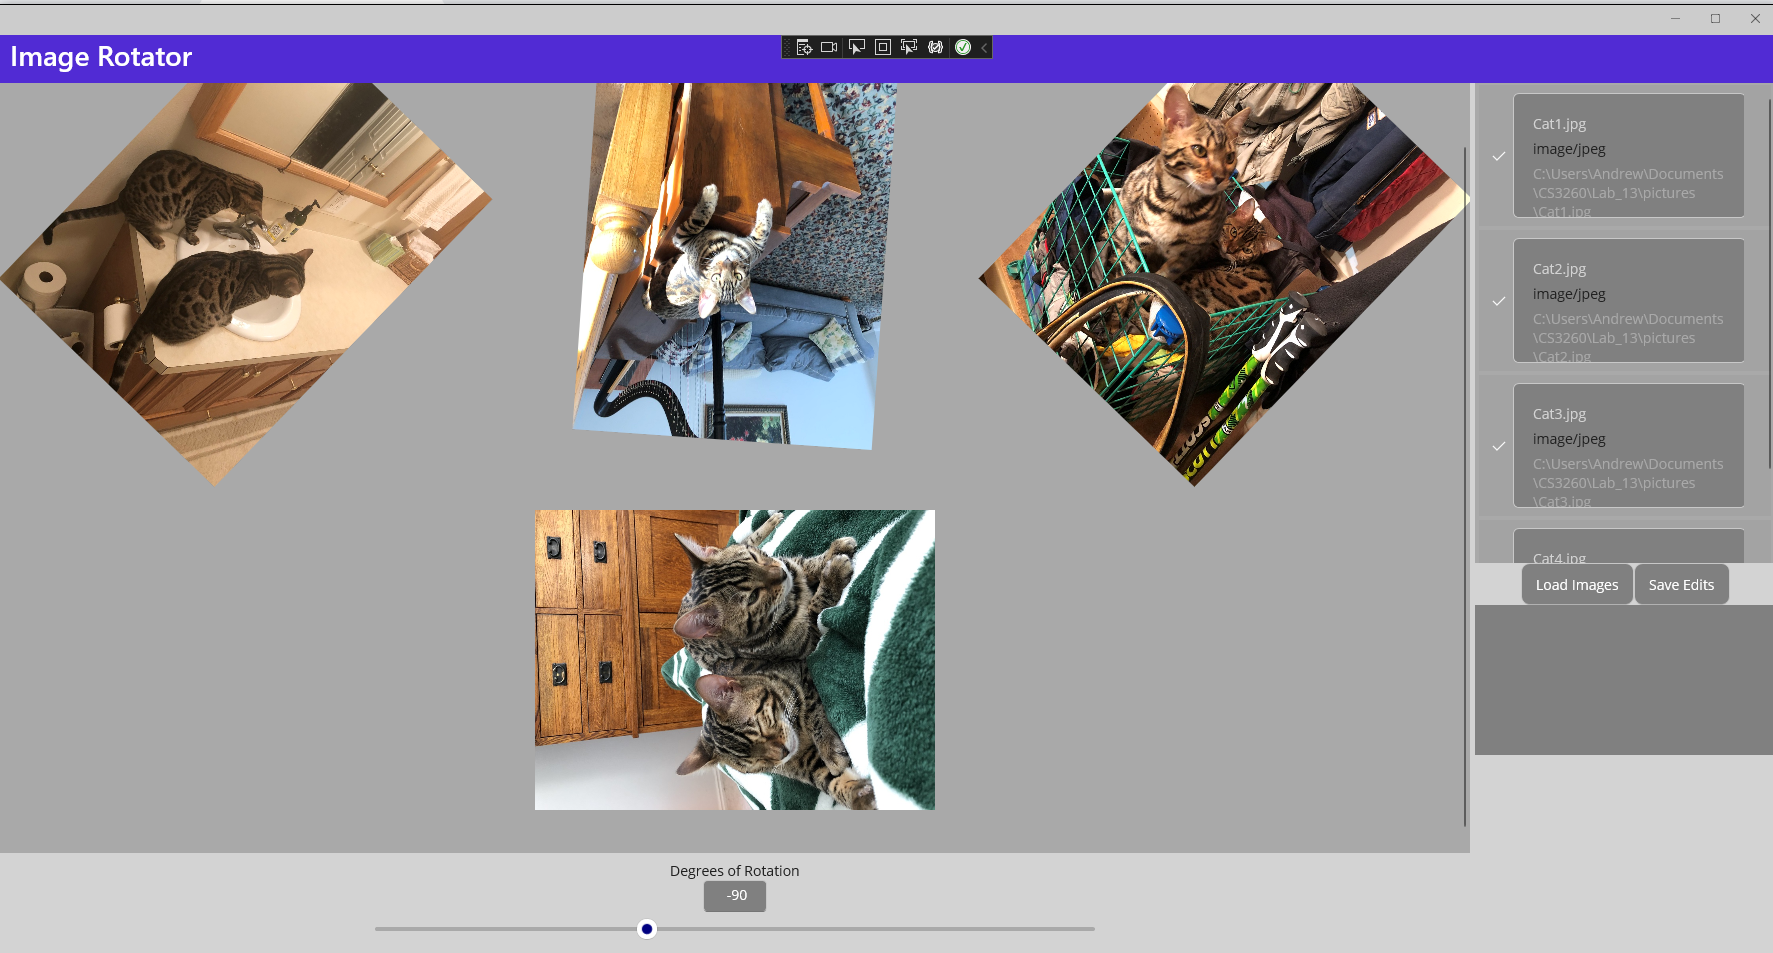 Image Rotator
Cat1.jpg
image/jpeg
C:\Users\Andrew\Documents
\CS3260\Lab_13\pictures
\Cat1.jpg
Cat2.jpg
image/jpeg
C:\Users\Andrew\Documents
\CS3260\Lab_13\pictures
\Cat2.jpg
Cat3.jpg
image/jpeg
C:\Users\Andrew\Documents
\CS3260\Lab_13\pictures
\Cat3.jpg
Cat4.jpg
Load Images
Save Edits
Degrees of Rotation
-90